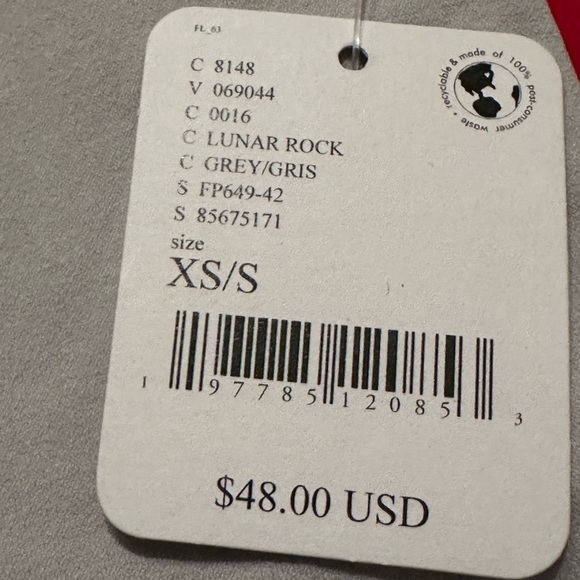 FL_63
recyclable & made of 100% post-consumer waste •
C 8148
V 069044
C 0016
C LUNAR ROCK
C GREY/GRIS
S FP649-42
S 85675171
size
XS/S
1 97785 12085 3
$48.00 USD